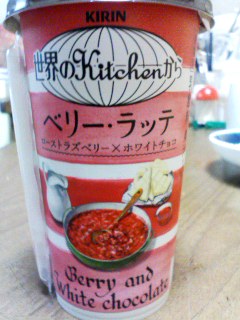 KIRIN
世界のKitchenから
ベリー・ラッテ
ローストラズベリー×ホワイトチョコ
Berry and
White chocolate